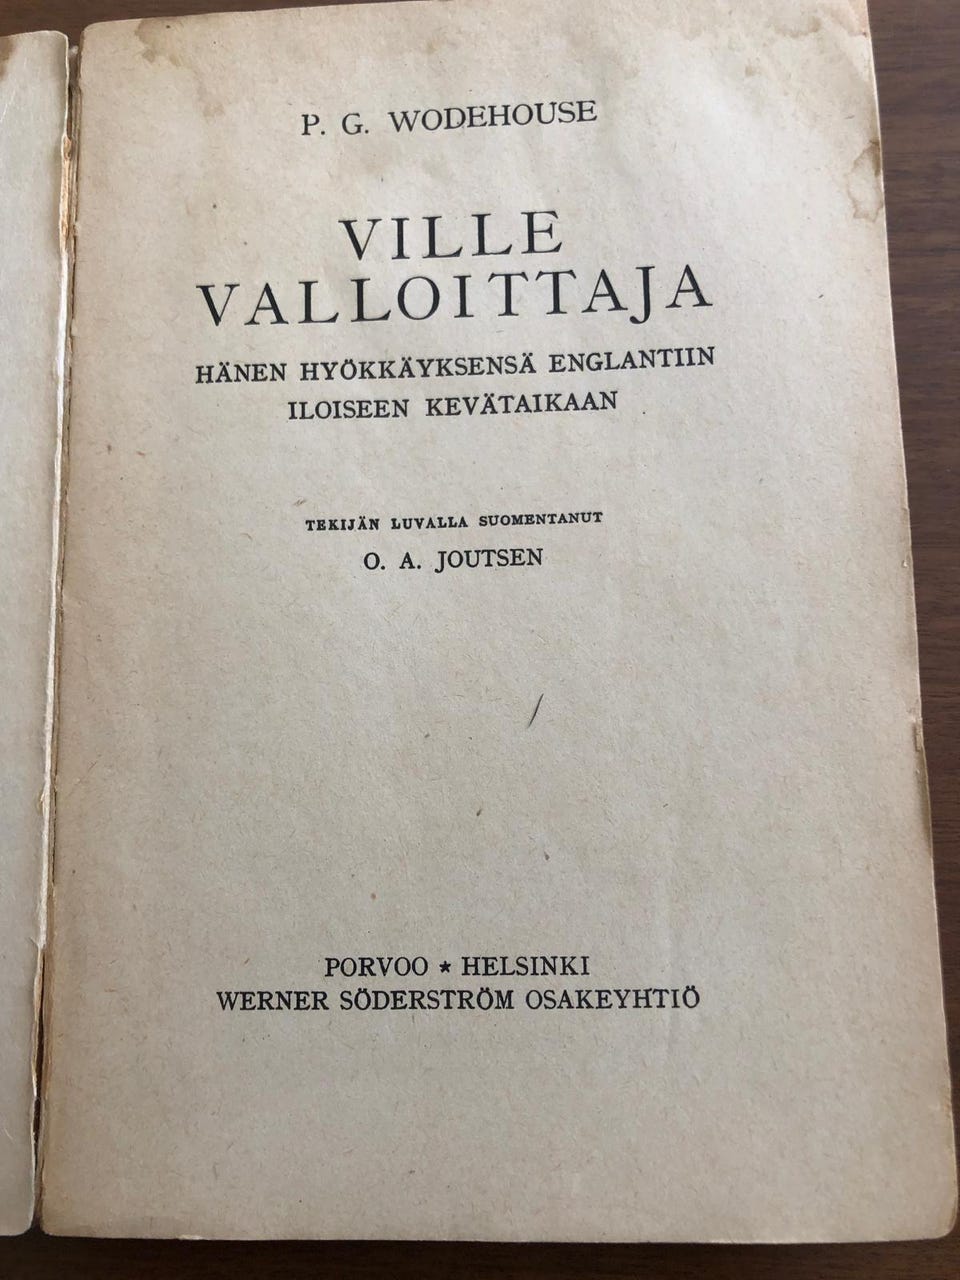 P. G. WODEHOUSE
VILLE
VALLOITTAJA
HÄNEN HYÖKKÄYKSENSÄ ENGLANTIIN
ILOISEEN KEVÄTAIKAAN
TEKIJÄN LUVALLA SUOMENTANUT
O. A. JOUTSEN
PORVOO ★ HELSINKI
WERNER SÖDERSTRÖM OSAKEYHTIÖ